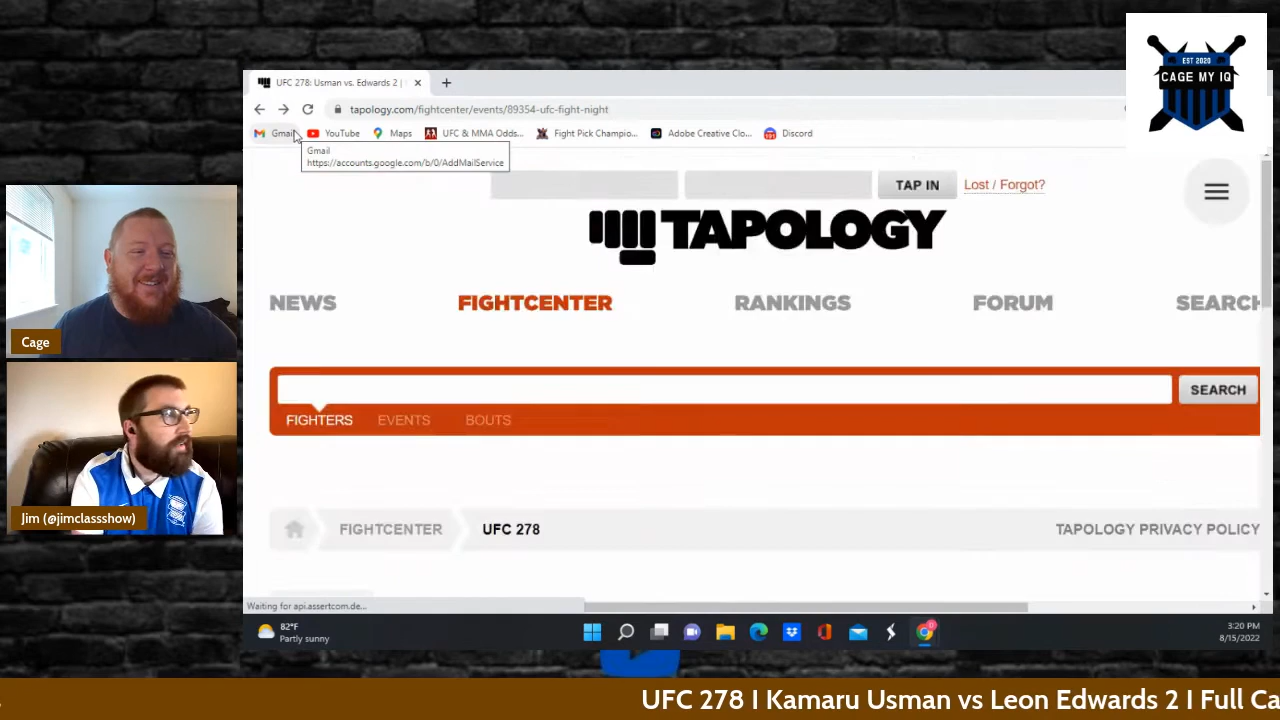 EST 2020
CAGE MY IQ
UFC 278: Usman vs. Edwards 2 |
tapology.com/fightcenter/events/89354-ufc-fight-night
Gmail YouTube Maps UFC & MMA Odds... Fight Pick Champio... Adobe Creative Clo... Discord
Gmail
https://accounts.google.com/b/0/AddMailService
TAP IN Lost / Forgot?
TAPOLOGY
NEWS FIGHTCENTER RANKINGS FORUM SEARCH
SEARCH
FIGHTERS EVENTS BOUTS
Cage
Jim (@jimclassshow)
FIGHTCENTER UFC 278 TAPOLOGY PRIVACY POLICY
Waiting for api.assertcom.de...
82°F
Partly sunny
3:20 PM
8/15/2022
UFC 278 I Kamaru Usman vs Leon Edwards 2 I Full Ca